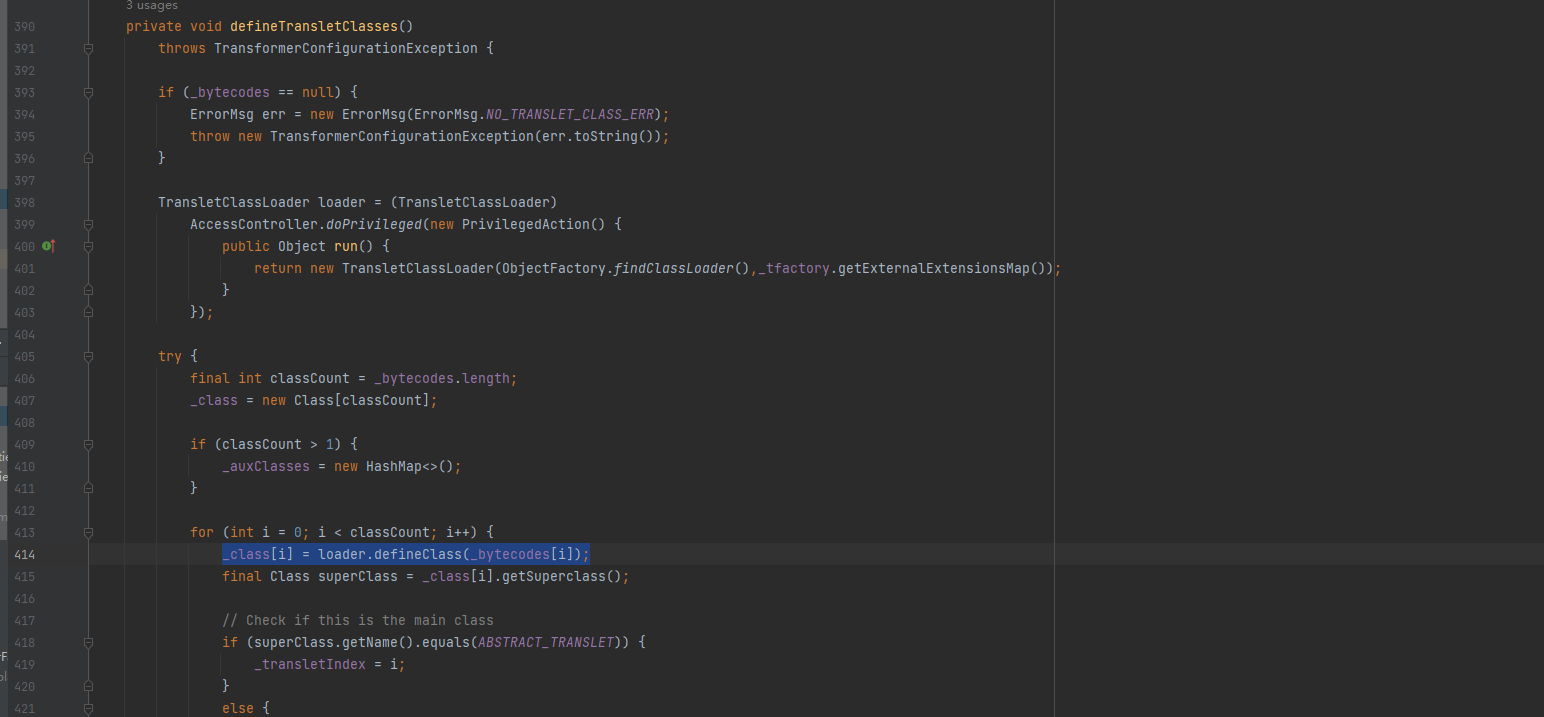 3 usages
390 private void defineTransletClasses()
391 throws TransformerConfigurationException {
392
393 if (_bytecodes == null) {
394 ErrorMsg err = new ErrorMsg(ErrorMsg.NO_TRANSLET_CLASS_ERR);
395 throw new TransformerConfigurationException(err.toString());
396 }
397
398 TransletClassLoader loader = (TransletClassLoader)
399 AccessController.doPrivileged(new PrivilegedAction() {
400 public Object run() {
401 return new TransletClassLoader(ObjectFactory.findClassLoader(),_tfactory.getExternalExtensionsMap());
402 }
403 });
404
405 try {
406 final int classCount = _bytecodes.length;
407 _class = new Class[classCount];
408
409 if (classCount > 1) {
410 _auxClasses = new HashMap<>();
411 }
412
413 for (int i = 0; i < classCount; i++) {
414 _class[i] = loader.defineClass(_bytecodes[i]);
415 final Class superClass = _class[i].getSuperclass();
416
417 // Check if this is the main class
418 if (superClass.getName().equals(ABSTRACT_TRANSLET)) {
419 _transletIndex = i;
420 }
421 else {